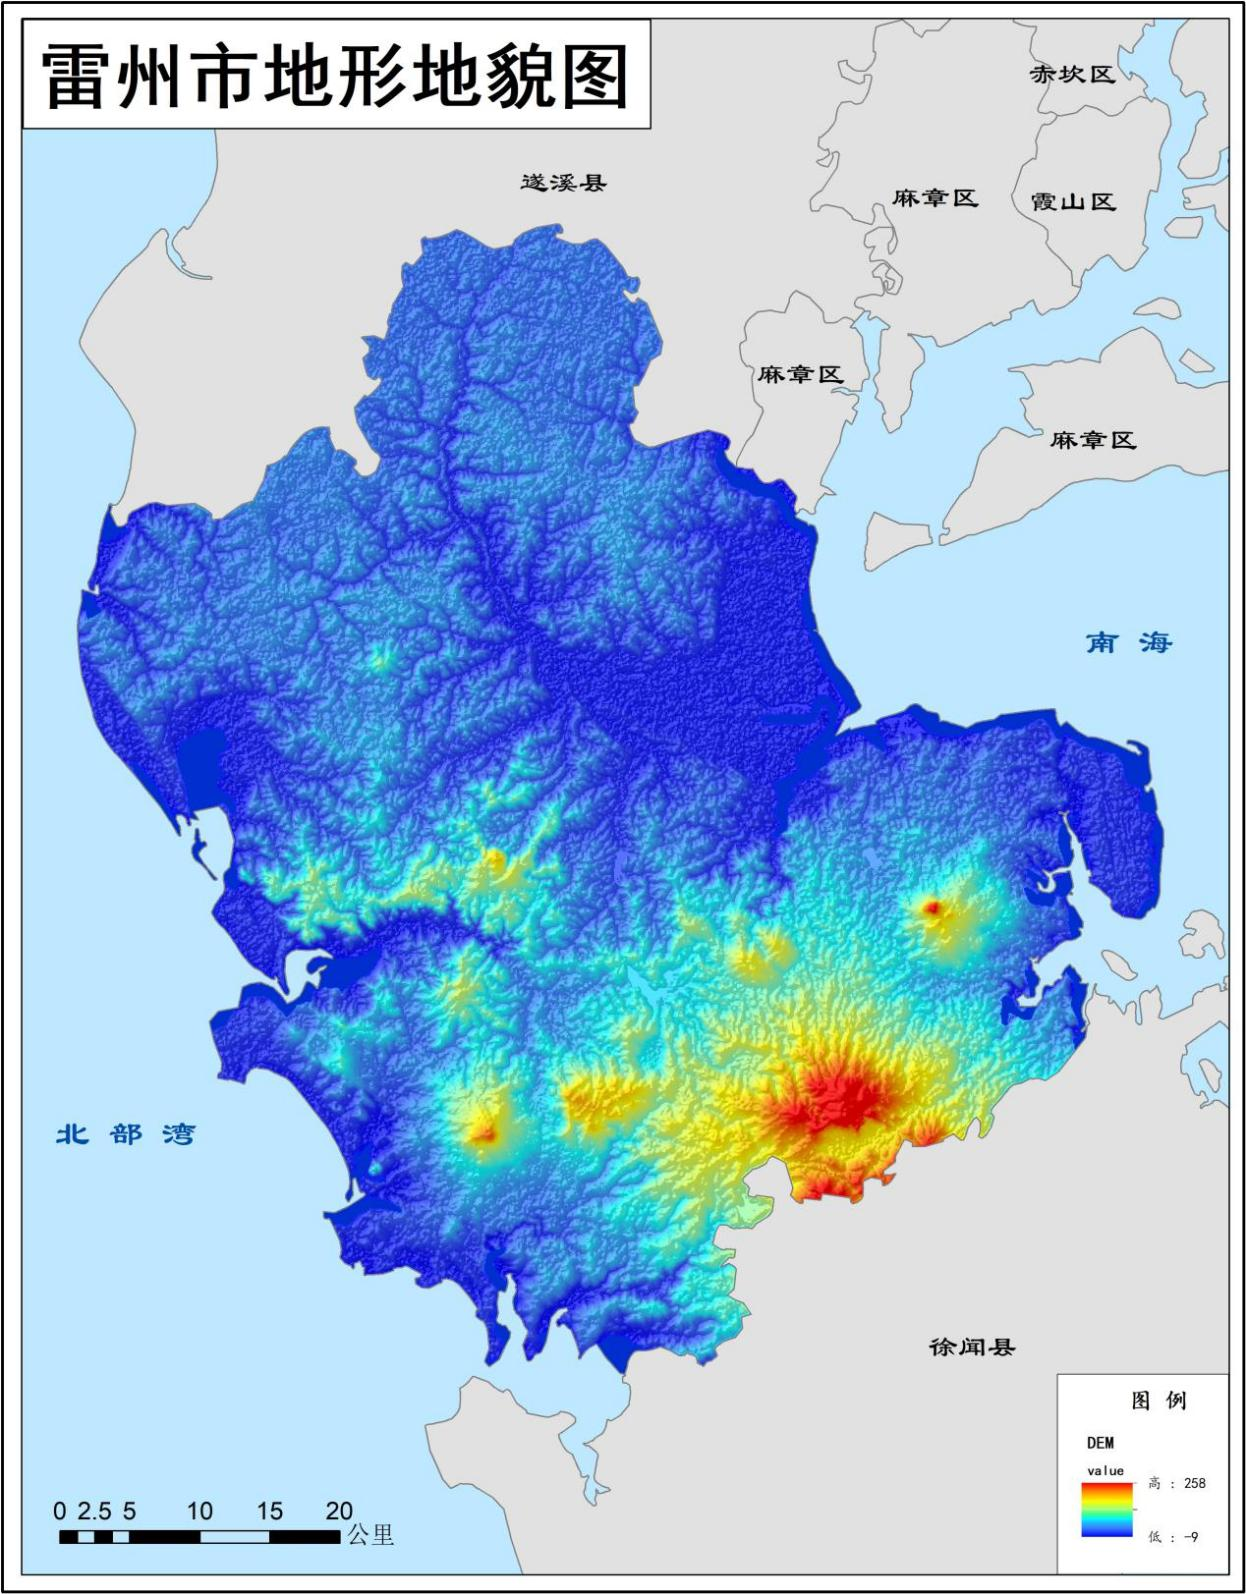 雷州市地形地貌图
赤坎区
遂溪县
麻章区
霞山区
麻章区
麻章区
南海
北部湾
徐闻县
图例
DEM
value
高：258
低：-9
0 2.5 5 10 15 20
公里